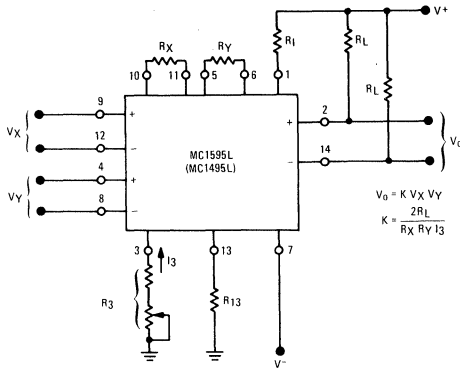 V+
RX
RY
RI
RL
RL
10
11
5
6
1
9
VX
12
4
VY
8
+
−
+
−
MC1595L
(MC1495L)
+
−
2
14
VO
VO = K VX VY
K = 2RL
RX RY I3
3
I3
13
7
R3
R13
V−